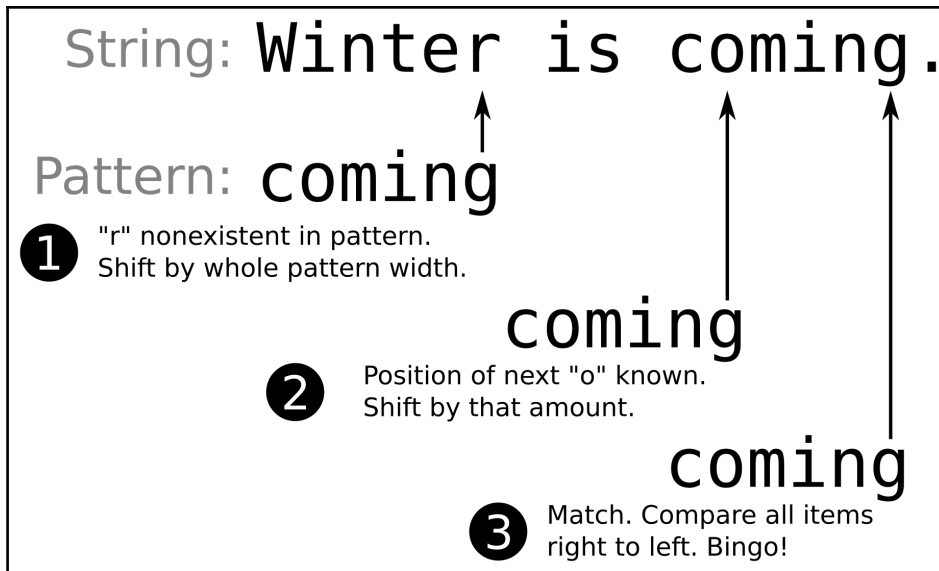 String: Winter is coming.
Pattern: coming
1 "r" nonexistent in pattern.
Shift by whole pattern width.
coming
2 Position of next "o" known.
Shift by that amount.
coming
3 Match. Compare all items
right to left. Bingo!